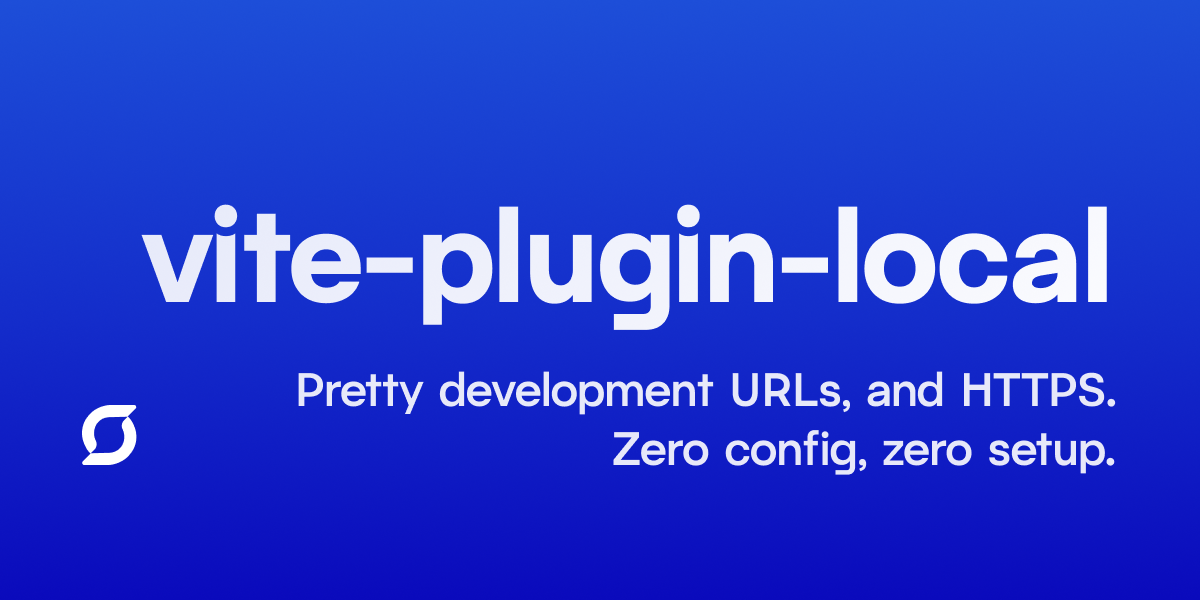 vite-plugin-local
Pretty development URLs, and HTTPS.
Zero config, zero setup.